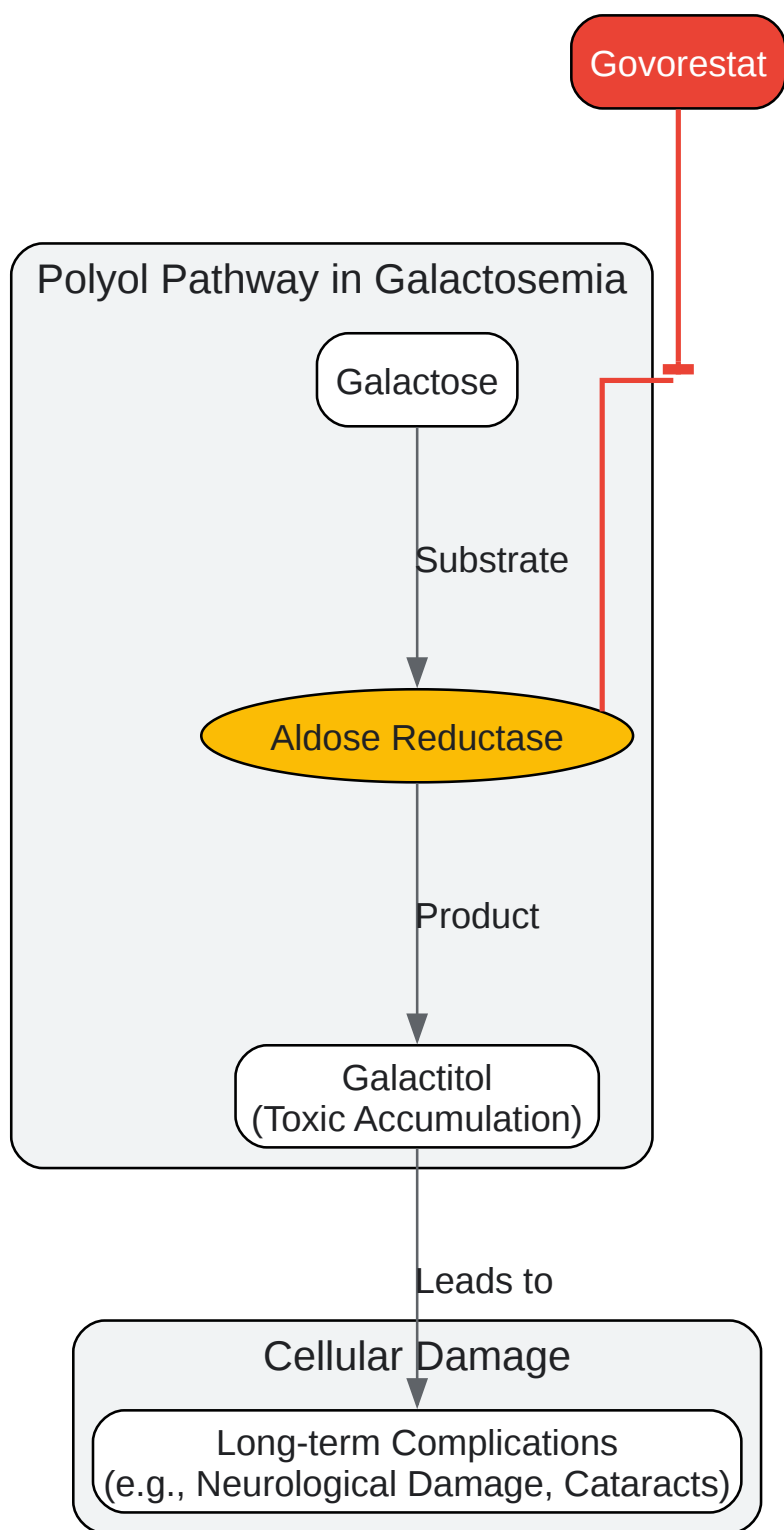 Govorestat
Polyol Pathway in Galactosemia
Galactose
Substrate
Aldose Reductase
Product
Galactitol
(Toxic Accumulation)
Leads to
Cellular Damage
Long-term Complications
(e.g., Neurological Damage, Cataracts)